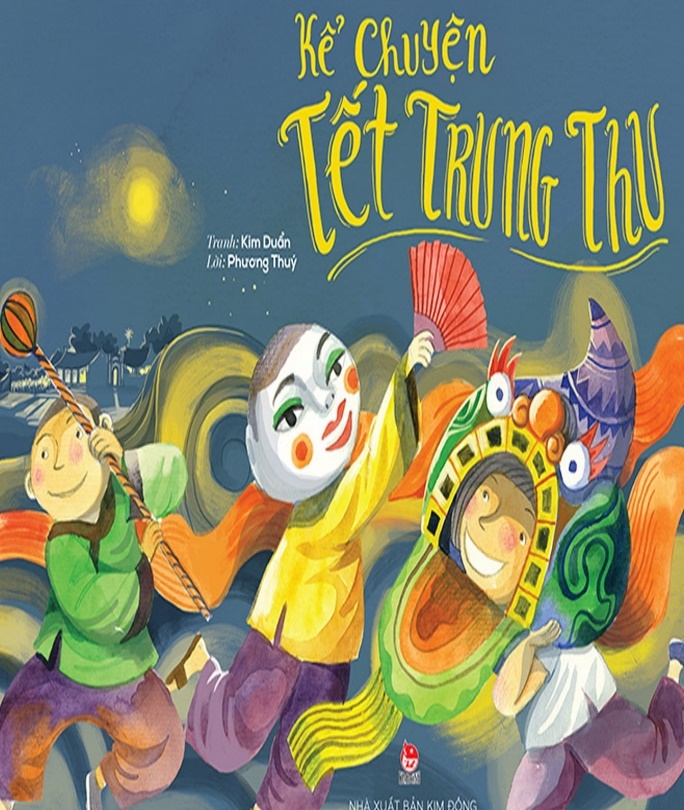 Kể Chuyện
Tết Trung Thu
Tranh: Kim Duẩn
Lời: Phương Thuý
NHÀ XUẤT BẢN KIM ĐỒNG